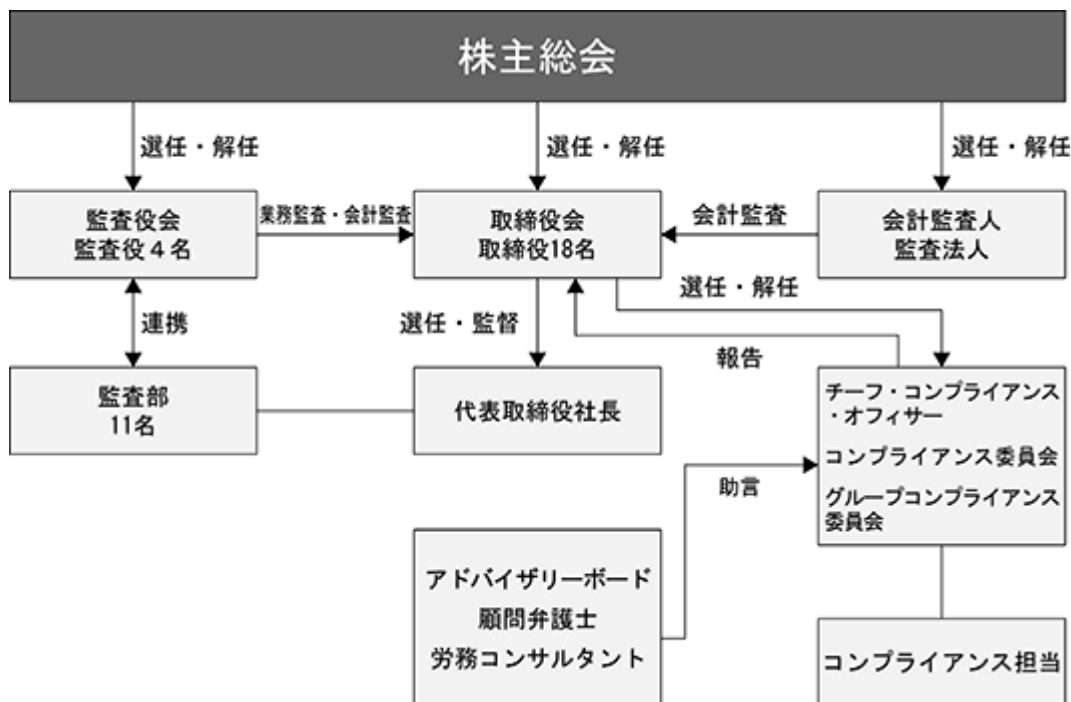 株主総会
選任・解任
選任・解任
選任・解任
監査役会
監査役４名
業務監査・会計監査
取締役会
取締役18名
会計監査
会計監査人
監査法人
連携
選任・監督
選任・解任
報告
監査部
11名
代表取締役社長
チーフ・コンプライアンス
・オフィサー
コンプライアンス委員会
グループコンプライアンス
委員会
助言
アドバイザリーボード
顧問弁護士
労務コンサルタント
コンプライアンス担当